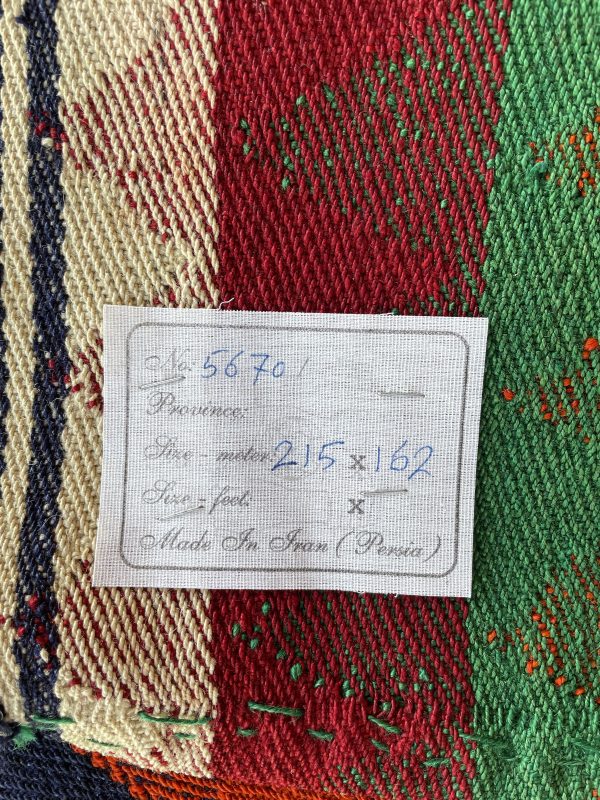 No. 56701
Province:
Size - meter: 215 x 162
Size - feet: x
Made In Iran (Persia)